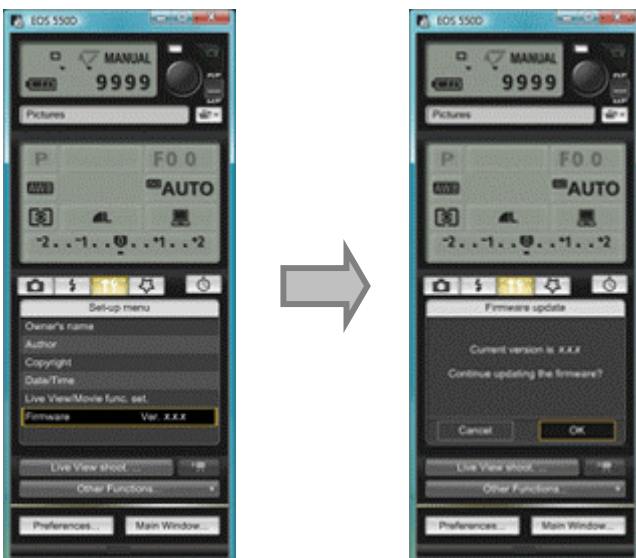 EOS 550D
MANUAL
9999
Pictures
P
F0 0
AWB
ISO AUTO
-2..-1..0..+1..+2
Set-up menu
Owner's name
Author
Copyright
Date/Time
Live View/Movie func. set.
Firmware Ver. x.x.x
Live View shoot. ...
Other Functions...
Preferences... Main Window...
EOS 550D
MANUAL
9999
Pictures
P
F0 0
AWB
ISO AUTO
-2..-1..0..+1..+2
Firmware update
Current version is x.x.x
Continue updating the firmware?
Cancel OK
Live View shoot. ...
Other Functions...
Preferences... Main Window...